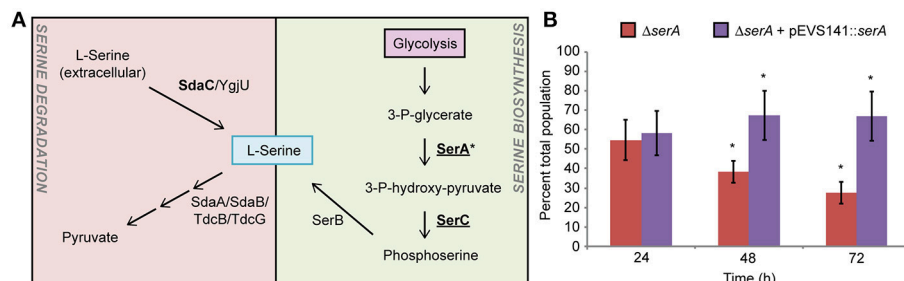 A
SERINE DEGRADATION
L-Serine
(extracellular)
SdaC/YgjU
L-Serine
SdaA/SdaB/
TdcB/TdcG
Pyruvate
SERINE BIOSYNTHESIS
Glycolysis
3-P-glycerate
SerA*
3-P-hydroxy-pyruvate
SerC
SerB
Phosphoserine
B
ΔserA
ΔserA + pEVS141::serA
Percent total population
100
90
80
70
60
50
40
30
20
10
0
*
*
*
*
24
48
72
Time (h)